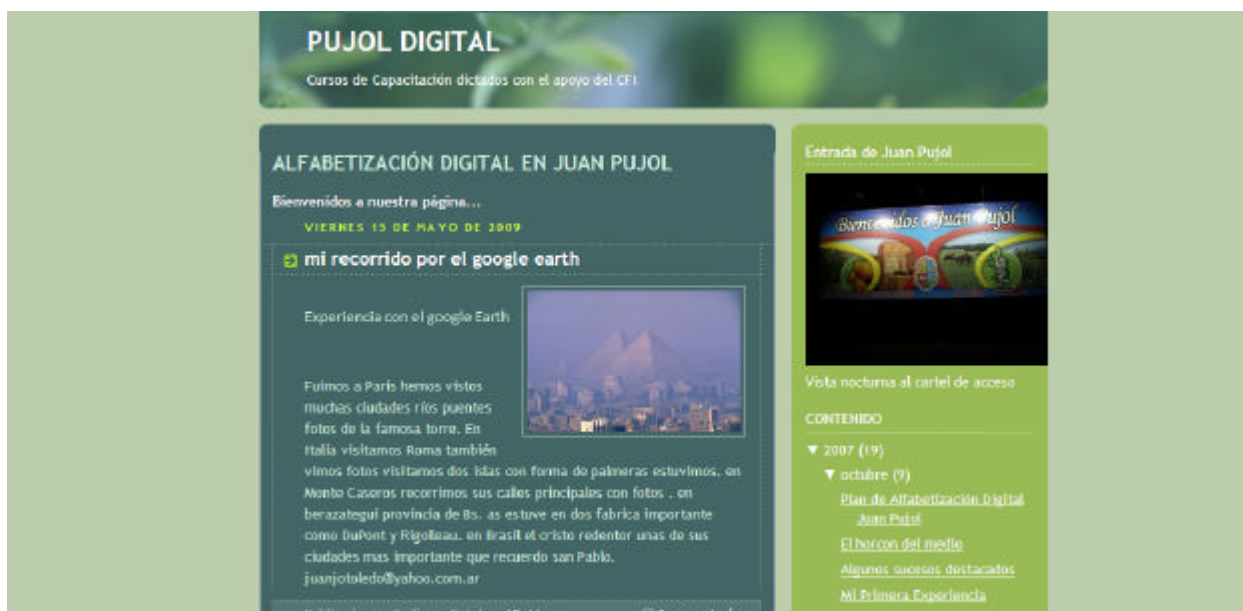 PUJOL DIGITAL
Cursos de Capacitación dictados con el apoyo del CFI
ALFABETIZACIÓN DIGITAL EN JUAN PUJOL
Bienvenidos a nuestra página...
VIERNES 15 DE MAYO DE 2009
mi recorrido por el google earth
Experiencia con el google Earth
Fuimos a Paris hemos vistos
muchas ciudades ríos puentes
fotos de la famosa torre. En
Italia visitamos Roma también
vimos fotos visitamos dos islas con forma de palmeras estuvimos. en
Monte Caseros recorrimos sus calles principales con fotos , en
berazategui provincia de Bs. as estuve en dos fabrica importante
como DuPont y Rigolleau. en Brasil el cristo redentor unas de sus
ciudades mas importante que recuerdo san Pablo.
juanjotoledo@yahoo.com.ar
Entrada de Juan Pujol
Bienvenidos a Juan Pujol
Vista nocturna al cartel de acceso
CONTENIDO
▼ 2007 (19)
▼ octubre (9)
Plan de Alfabetización Digital
Juan Pujol
El horcon del medio
Algunos sucesos destacados
Mi Primera Experiencia